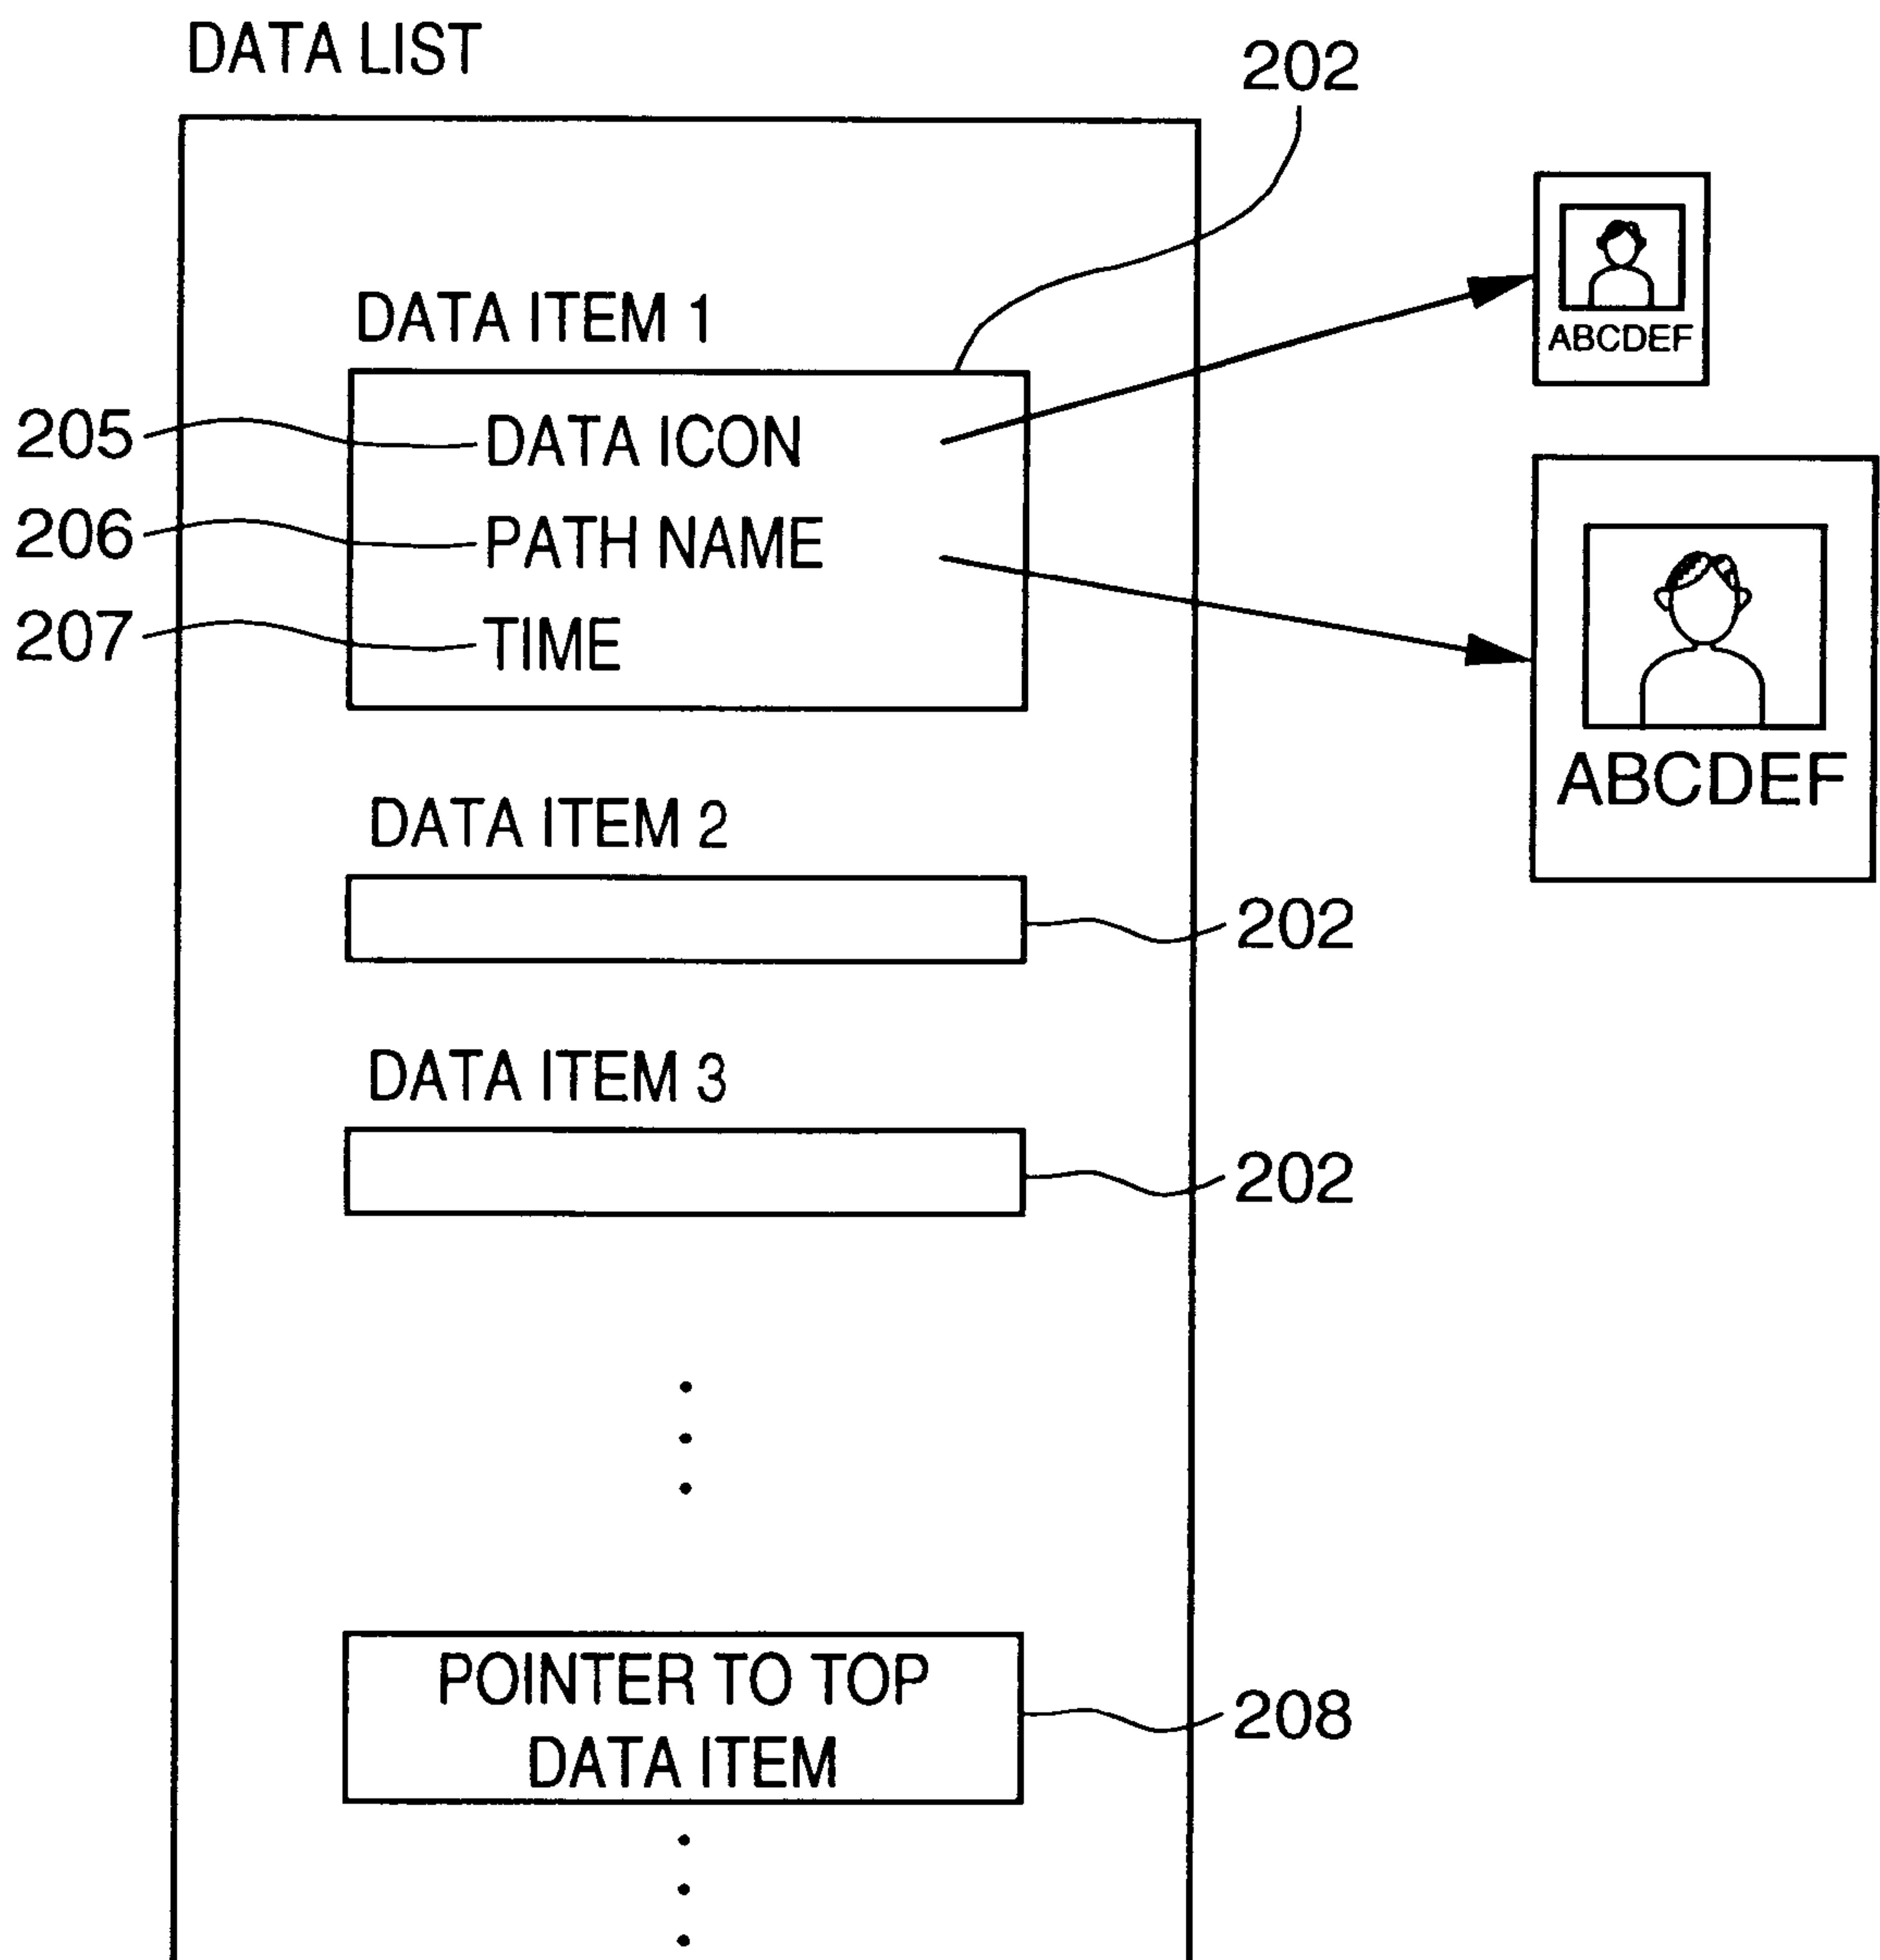 DATA LIST
202
DATA ITEM 1
ABCDEF
205 DATA ICON
206 PATH NAME
207 TIME
ABCDEF
DATA ITEM 2
202
DATA ITEM 3
202
POINTER TO TOP
DATA ITEM
208